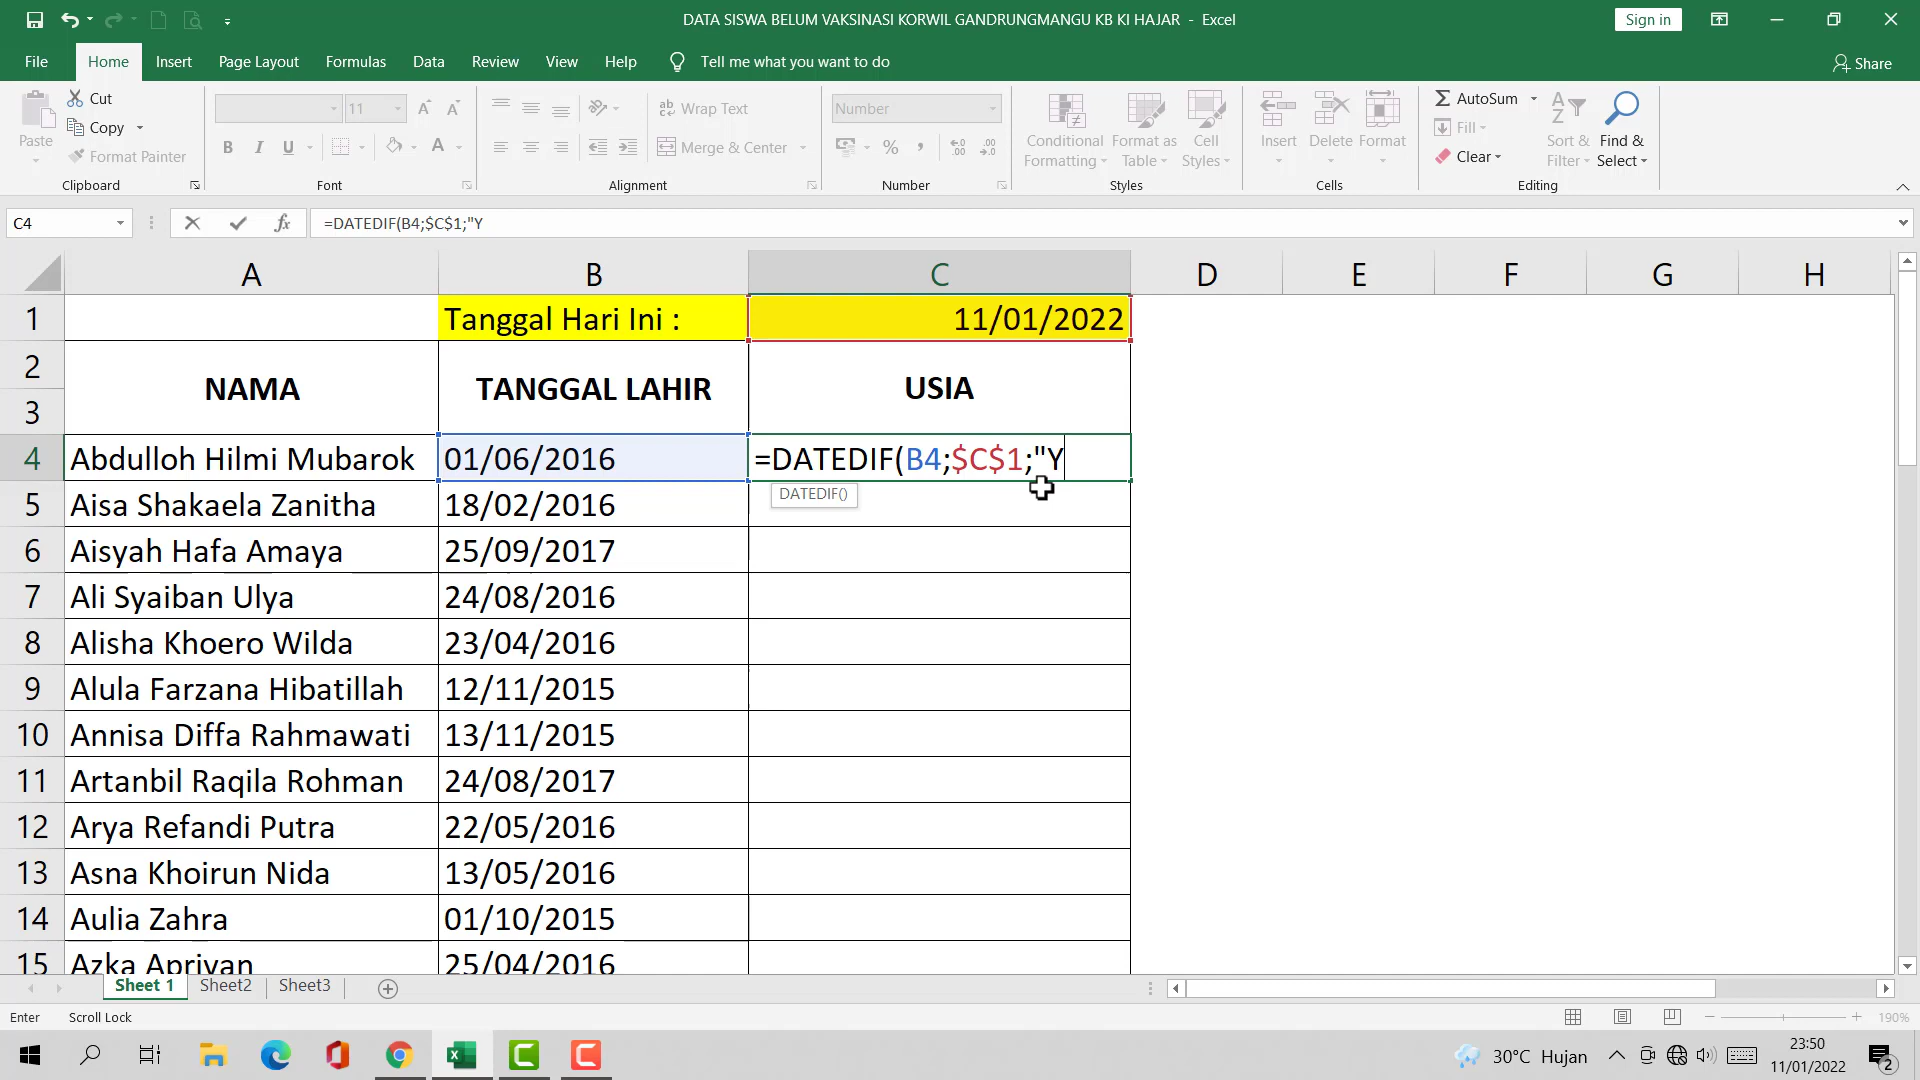 DATA SISWA BELUM VAKSINASI KORWIL GANDRUNGMANGU KB KI HAJAR - Excel
Sign in
File Home Insert Page Layout Formulas Data Review View Help Tell me what you want to do
Share
Paste
Cut
Copy
Format Painter
Clipboard
11
B I U
Font
Wrap Text
Merge & Center
Alignment
Number
Number
Conditional Formatting
Format as Table
Cell Styles
Styles
Insert
Delete
Format
Cells
AutoSum
Fill
Clear
Sort & Filter
Find & Select
Editing
C4
=DATEDIF(B4;$C$1;"Y
A B C D E F G H
1 Tanggal Hari Ini : 11/01/2022
2 NAMA TANGGAL LAHIR USIA
3
4 Abdulloh Hilmi Mubarok 01/06/2016 =DATEDIF(B4;$C$1;"Y
DATEDIF()
5 Aisa Shakaela Zanitha 18/02/2016
6 Aisyah Hafa Amaya 25/09/2017
7 Ali Syaiban Ulya 24/08/2016
8 Alisha Khoero Wilda 23/04/2016
9 Alula Farzana Hibatillah 12/11/2015
10 Annisa Diffa Rahmawati 13/11/2015
11 Artanbil Raqila Rohman 24/08/2017
12 Arya Refandi Putra 22/05/2016
13 Asna Khoirun Nida 13/05/2016
14 Aulia Zahra 01/10/2015
15 Azka Apriyan 25/04/2016
Sheet 1 Sheet2 Sheet3
Enter Scroll Lock
190%
30°C Hujan
23:50
11/01/2022
2